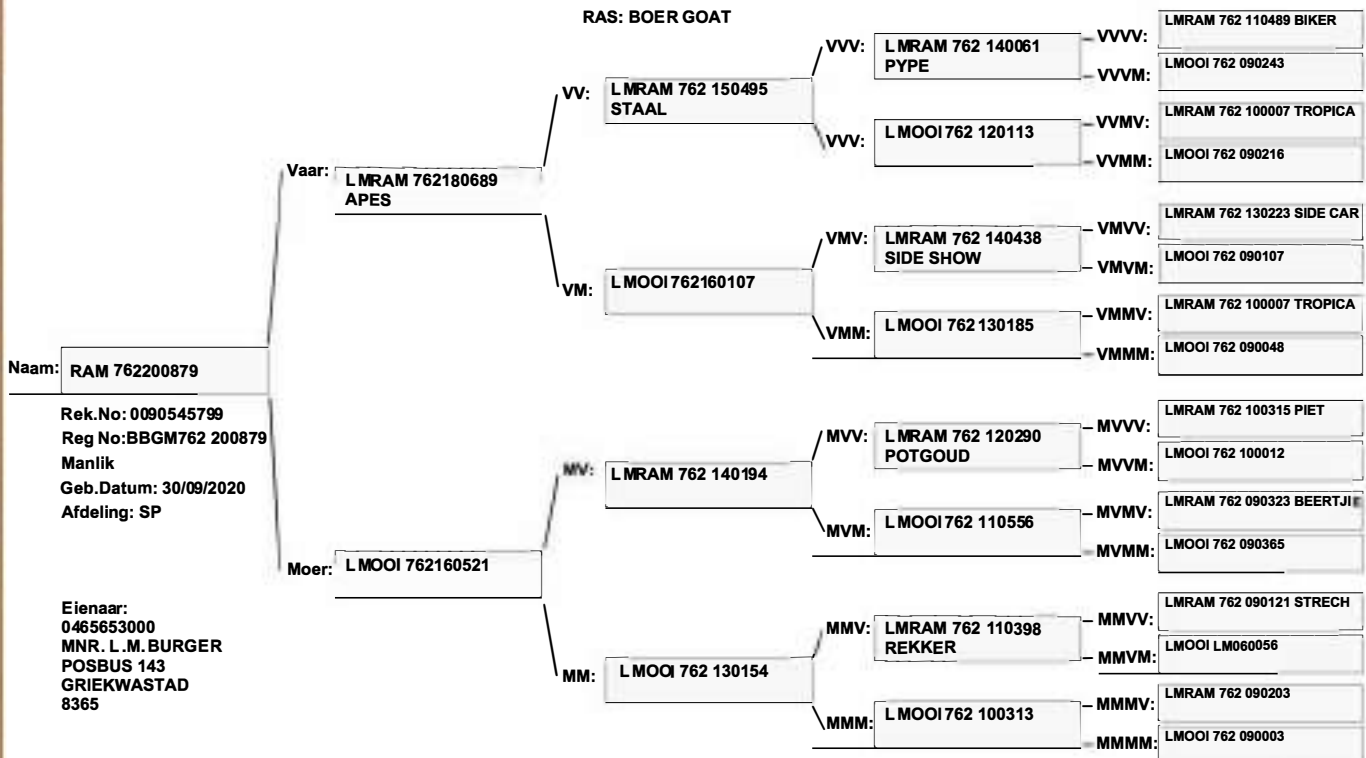 RAS: BOER GOAT
Naam:
RAM 762200879
Rek.No: 0090545799
Reg No:BBGM762 200879
Manlik
Geb.Datum: 30/09/2020
Afdeling: SP
Eienaar:
0465653000
MNR. L.M.BURGER
POSBUS 143
GRIEKWASTAD
8365
Vaar:
LMRAM 762180689
APES
Moer:
LMOOI 762160521
VV:
LMRAM 762 150495
STAAL
VM:
LMOOI 762160107
MV:
LMRAM 762 140194
MM:
LMOOI 762 130154
VVV:
LMRAM 762 140061
PYPE
VVV:
LMOOI 762 120113
VMV:
LMRAM 762 140438
SIDE SHOW
VMM:
LMOOI 762 130185
MVV:
LMRAM 762 120290
POTGOUD
MVM:
LMOOI 762 110556
MMV:
LMRAM 762 110398
REKKER
MMM:
LMOOI 762 100313
VVVV:
LMRAM 762 110489 BIKER
VVVM:
LMOOI 762 090243
VVMV:
LMRAM 762 100007 TROPICA
VVMM:
LMOOI 762 090216
VMVV:
LMRAM 762 130223 SIDE CAR
VMVM:
LMOOI 762 090107
VMMV:
LMRAM 762 100007 TROPICA
VMMM:
LMOOI 762 090048
MVVV:
LMRAM 762 100315 PIET
MVVM:
LMOOI 762 100012
MVMV:
LMRAM 762 090323 BEERTJIE
MVMM:
LMOOI 762 090365
MMVV:
LMRAM 762 090121 STRECH
MMVM:
LMOOI LM060056
MMMV:
LMRAM 762 090203
MMMM:
LMOOI 762 090003